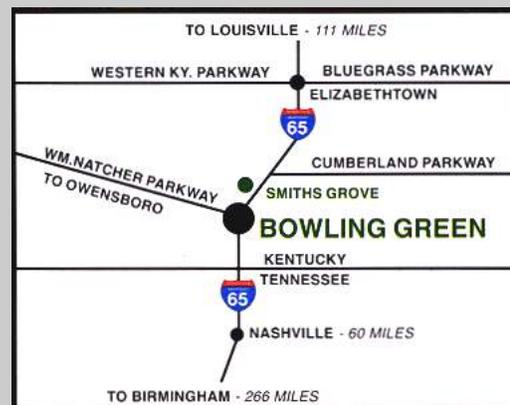 TO LOUISVILLE - 111 MILES
WESTERN KY. PARKWAY
BLUEGRASS PARKWAY
ELIZABETHTOWN
65
CUMBERLAND PARKWAY
WM.NATCHER PARKWAY
TO OWENSBORO
SMITHS GROVE
BOWLING GREEN
KENTUCKY
TENNESSEE
65
NASHVILLE - 60 MILES
TO BIRMINGHAM - 266 MILES